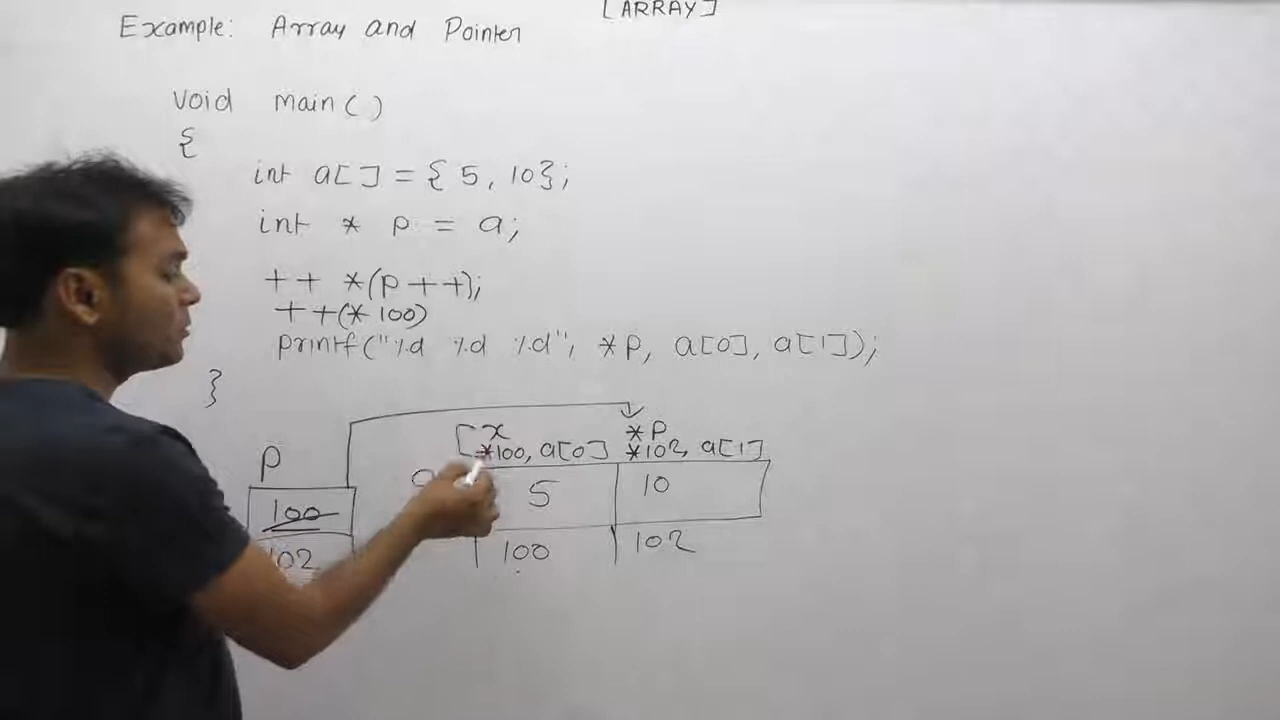 [ARRAY]
Example: Array and Pointer
void main()
{
int a[] = { 5, 10};
int * p = a;
++ *(p ++);
++(* 100)
printf("%d %d %d", *p, a[0], a[1]);
}
p
100
102
[x
*100, a[0]]
*p
*102, a[1]]
5
10
100
102